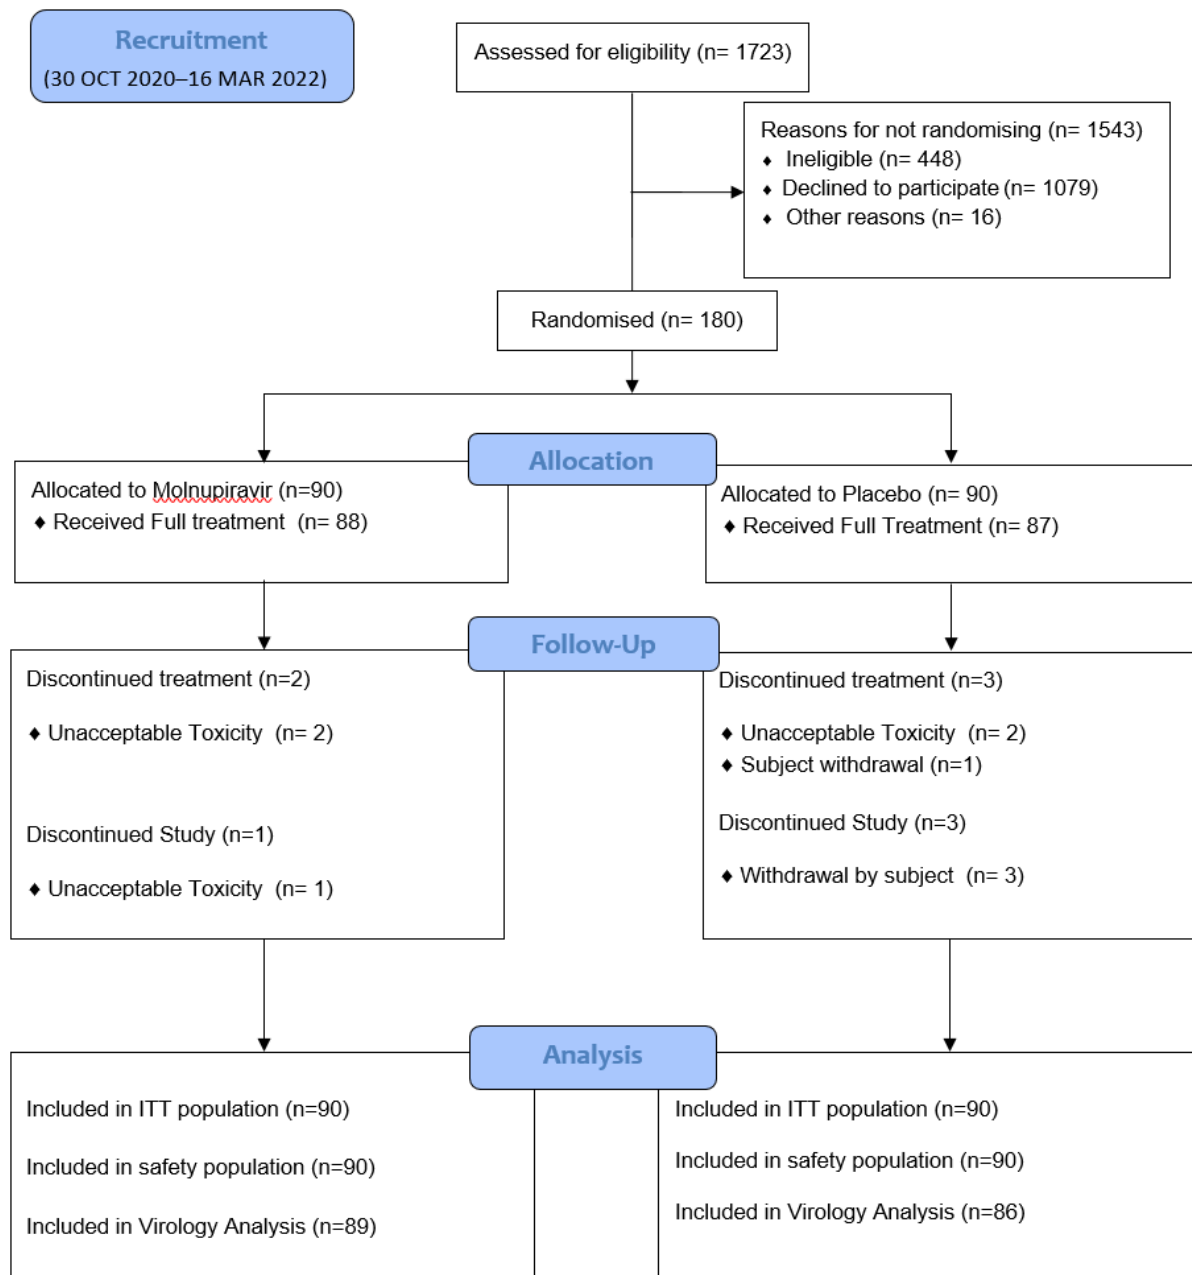 Recruitment
(30 OCT 2020–16 MAR 2022)
Assessed for eligibility (n= 1723)
Reasons for not randomising (n= 1543)
♦ Ineligible (n= 448)
♦ Declined to participate (n= 1079)
♦ Other reasons (n= 16)
Randomised (n= 180)
Allocation
Allocated to Molnupiravir (n=90)
♦ Received Full treatment (n= 88)
Allocated to Placebo (n= 90)
♦ Received Full Treatment (n= 87)
Follow-Up
Discontinued treatment (n=2)
♦ Unacceptable Toxicity (n= 2)
Discontinued Study (n=1)
♦ Unacceptable Toxicity (n= 1)
Discontinued treatment (n=3)
♦ Unacceptable Toxicity (n= 2)
♦ Subject withdrawal (n=1)
Discontinued Study (n=3)
♦ Withdrawal by subject (n= 3)
Analysis
Included in ITT population (n=90)
Included in safety population (n=90)
Included in Virology Analysis (n=89)
Included in ITT population (n=90)
Included in safety population (n=90)
Included in Virology Analysis (n=86)